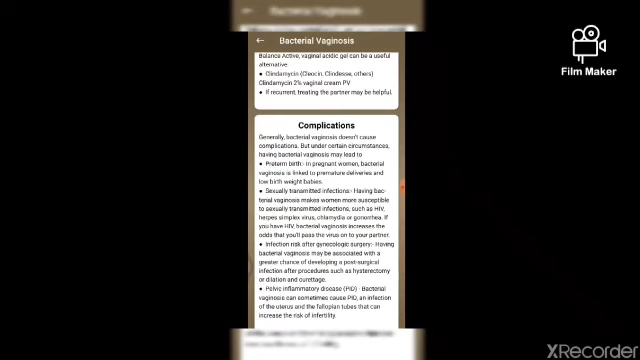 Bacterial Vaginosis
← Bacterial Vaginosis
Film Maker
Balance Active, vaginal acidic gel can be a useful
alternative.
● Clindamycin (Cleocin, Clindesse, others)
Clindamycin 2% vaginal cream PV
● If recurrent, treating the partner may be helpful.
Complications
Generally, bacterial vaginosis doesn't cause
complications. But under certain circumstances,
having bacterial vaginosis may lead to
● Preterm birth:- In pregnant women, bacterial
vaginosis is linked to premature deliveries and
low birth weight babies.
● Sexually transmitted infections:- Having bac-
terial vaginosis makes women more susceptible
to sexually transmitted infections, such as HIV,
herpes simplex virus, chlamydia or gonorrhea. If
you have HIV, bacterial vaginosis increases the
odds that you'll pass the virus on to your partner.
● Infection risk after gynecologic surgery:- Having
bacterial vaginosis may be associated with a
greater chance of developing a post-surgical
infection after procedures such as hysterectomy
or dilation and curettage.
● Pelvic inflammatory disease (PID):- Bacterial
vaginosis can sometimes cause PID, an infection
of the uterus and the fallopian tubes that can
increase the risk of infertility.
XRecorder